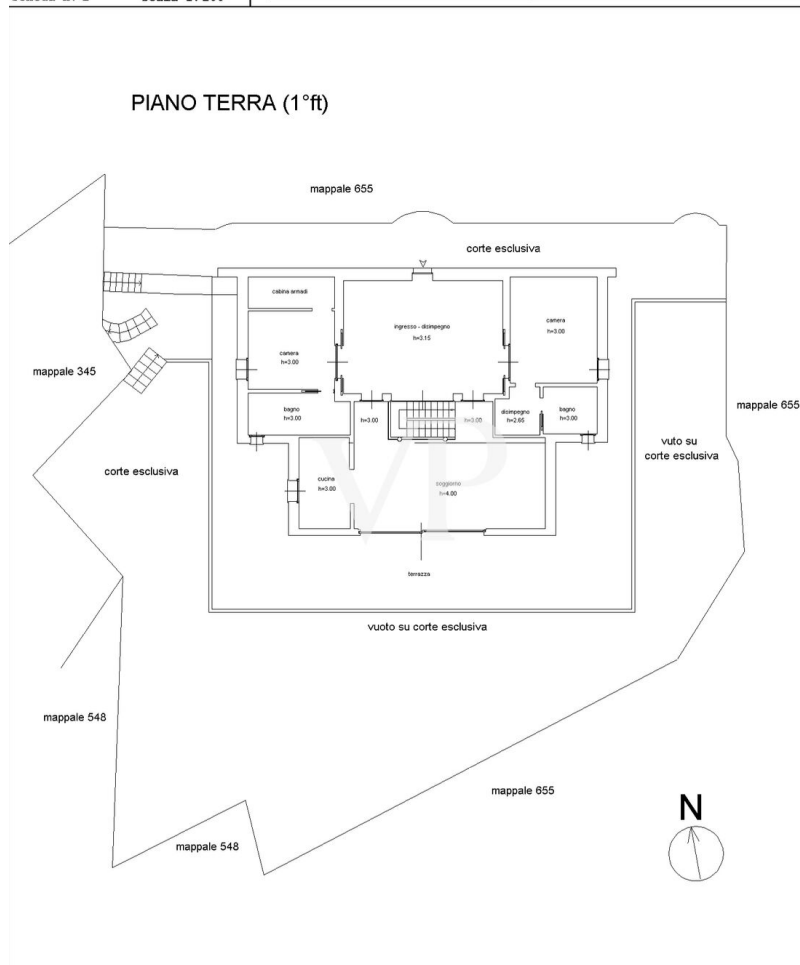 PIANO TERRA (1°ft)
mappale 655
corte esclusiva
cabina armadi
ingresso - disimpegno
h=3.15
camera
h=3.00
camera
h=3.00
mappale 345
mappale 655
bagno
h=3.00
h=3.00
h=3.00
disimpegno
h=2.65
bagno
h=3.00
vuto su
corte esclusiva
corte esclusiva
cucina
h=3.00
soggiorno
h=4.00
VP
terrazza
vuoto su corte esclusiva
mappale 548
mappale 655
N
mappale 548